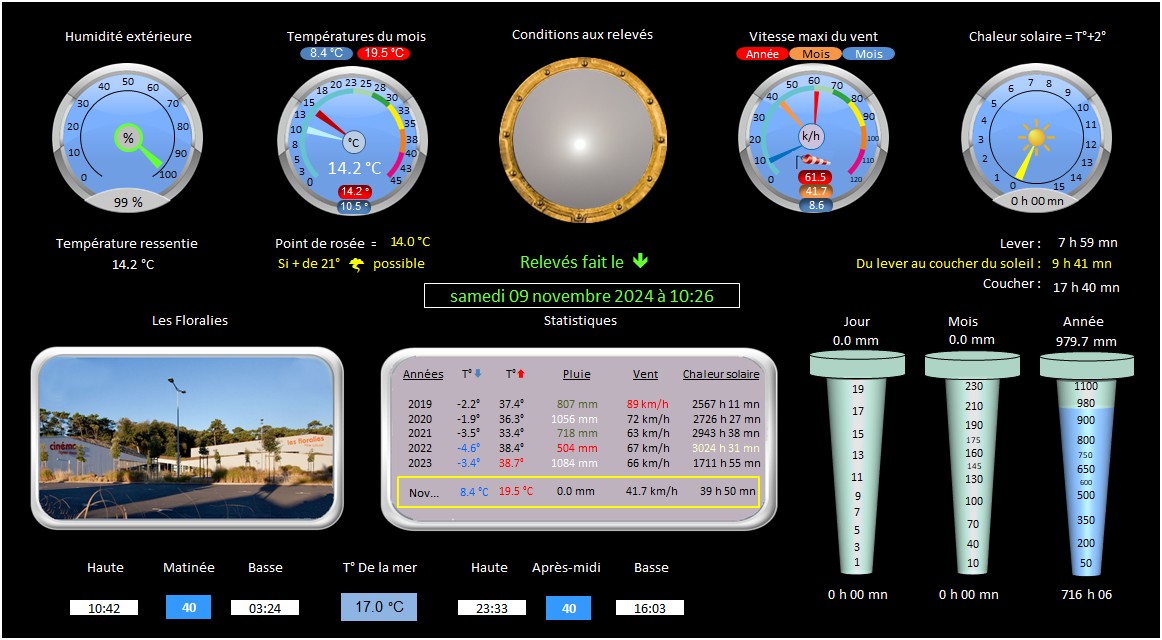 Humidité extérieure
Températures du mois
8.4 °C 19.5 °C
Conditions aux relevés
Vitesse maxi du vent
Année Mois Mois
Chaleur solaire = T°+2°
0 10 20 30 40 50 60 70 80 90 100
%
99 %
0 3 5 8 10 13 15 18 20 23 25 28 30 33 35 38 40 43 45
°C
14.2 °C
14.2 °
10.5 °
0 10 20 30 40 50 60 70 80 90 100 110 120
k/h
61.5
41.7
8.6
0 1 2 3 4 5 6 7 8 9 10 11 12 13 14 15
0 h 00 mn
Température ressentie
14.2 °C
Point de rosée = 14.0 °C
Si + de 21° possible
Relevés fait le
samedi 09 novembre 2024 à 10:26
Lever : 7 h 59 mn
Du lever au coucher du soleil : 9 h 41 mn
Coucher : 17 h 40 mn
Les Floralies
cinéma
les floralies
Statistiques
Années T° T° Pluie Vent Chaleur solaire
2019 -2.2° 37.4° 807 mm 89 km/h 2567 h 11 mn
2020 -1.9° 36.3° 1056 mm 72 km/h 2726 h 27 mn
2021 -3.5° 33.4° 718 mm 63 km/h 2943 h 38 mn
2022 -4.6° 38.4° 504 mm 67 km/h 3024 h 31 mn
2023 -3.4° 38.7° 1084 mm 66 km/h 1711 h 55 mn
Nov... 8.4 °C 19.5 °C 0.0 mm 41.7 km/h 39 h 50 mn
Jour
0.0 mm
19
17
15
13
11
9
7
5
3
1
0 h 00 mn
Mois
0.0 mm
230
210
190
175
160
145
130
100
70
40
10
0 h 00 mn
Année
979.7 mm
1100
980
900
800
750
650
600
500
350
200
50
716 h 06
Haute Matinée Basse
10:42 40 03:24
T° De la mer
17.0 °C
Haute Après-midi Basse
23:33 40 16:03